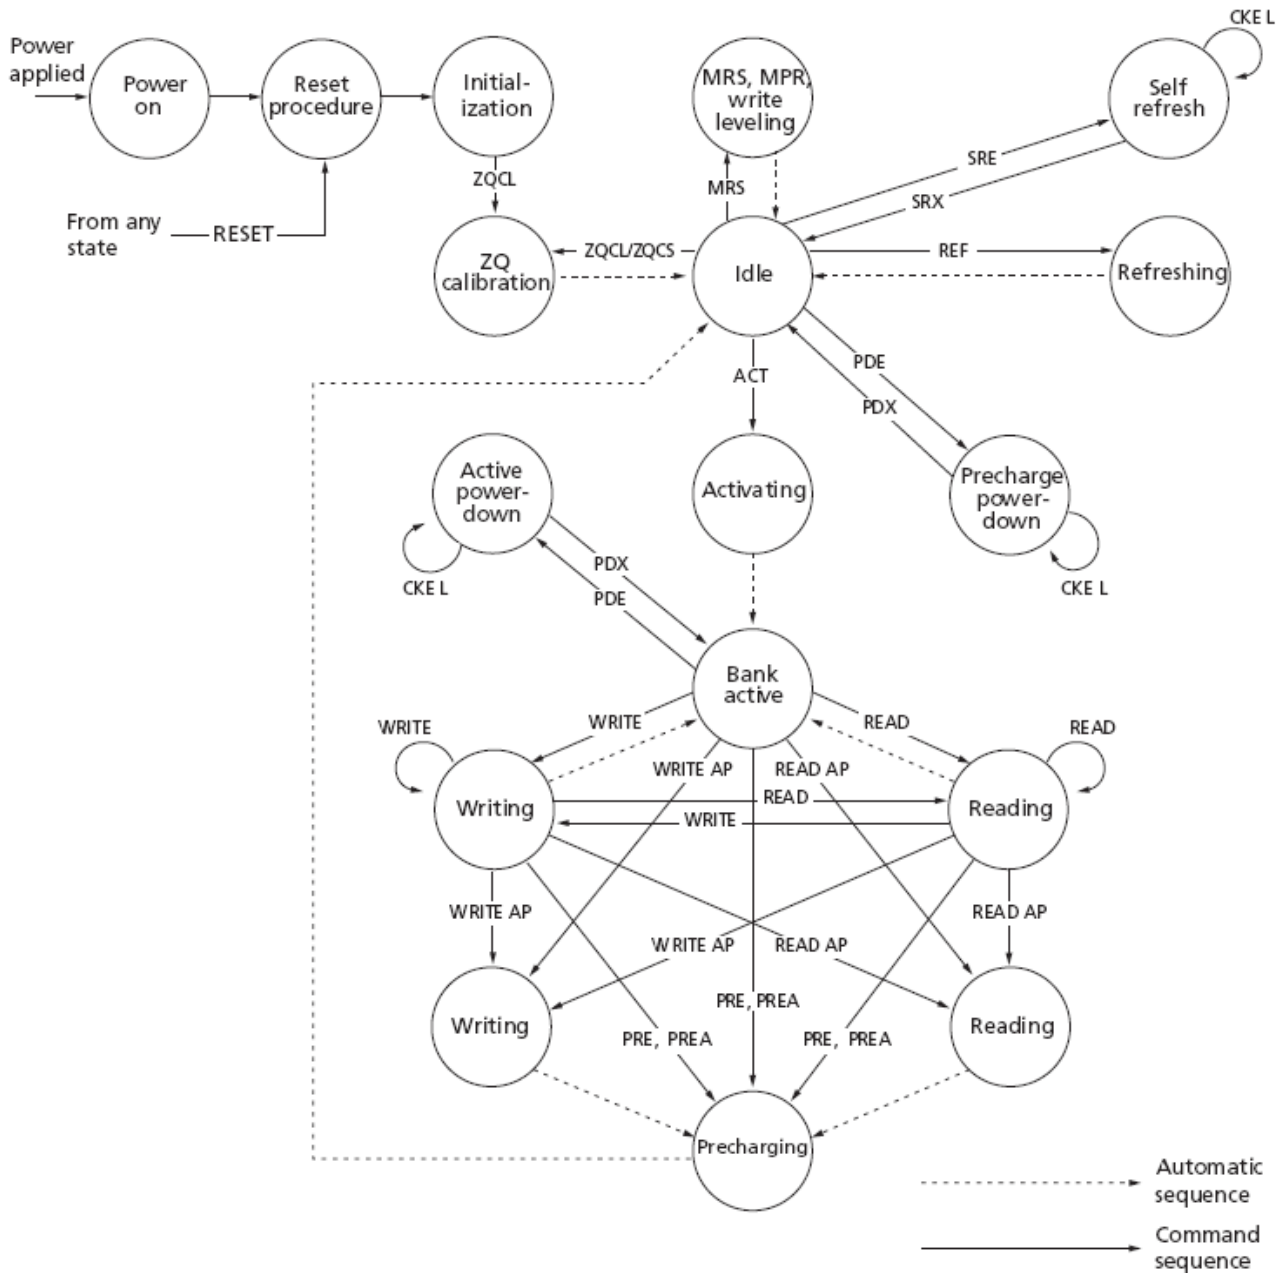 Power
applied
Power
on
Reset
procedure
Initial-
ization
MRS, MPR,
write
leveling
Self
refresh
CKE L
ZQCL
MRS
SRE
SRX
From any
state
RESET
ZQ
calibration
ZQCL/ZQCS
Idle
REF
Refreshing
ACT
PDE
PDX
Active
power-
down
CKE L
Activating
Precharge
power-
down
CKE L
PDX
PDE
Bank
active
WRITE
WRITE
READ
READ
WRITE AP
READ AP
Writing
READ
WRITE
Reading
WRITE AP
READ AP
WRITE AP
READ AP
Writing
PRE, PREA
Reading
PRE, PREA
PRE, PREA
Precharging
Automatic
sequence
Command
sequence